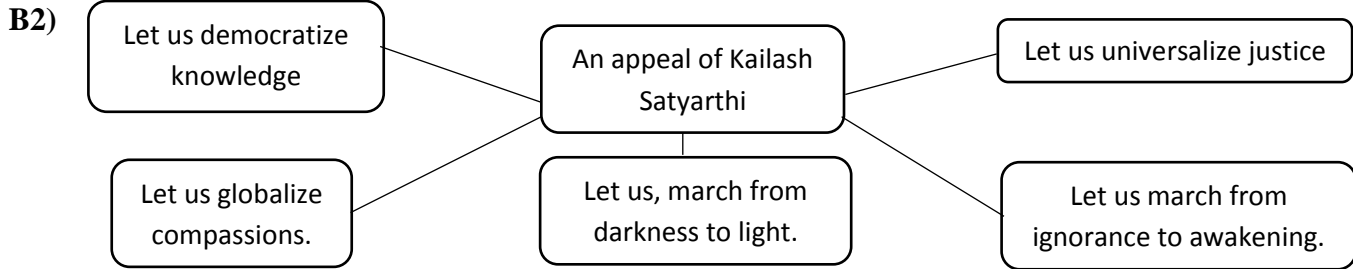 B2)
Let us democratize
knowledge
An appeal of Kailash
Satyarthi
Let us universalize justice
Let us globalize
compassions.
Let us, march from
darkness to light.
Let us march from
ignorance to awakening.